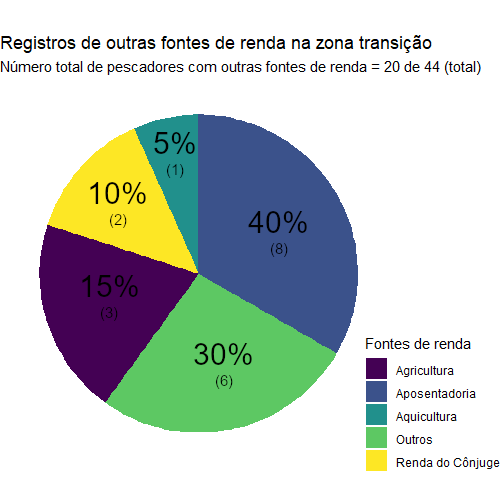 Registros de outras fontes de renda na zona transição
Número total de pescadores com outras fontes de renda = 20 de 44 (total)
5%
(1)
10%
(2)
40%
(8)
15%
(3)
30%
(6)
Fontes de renda
Agricultura
Aposentadoria
Aquicultura
Outros
Renda do Cônjuge